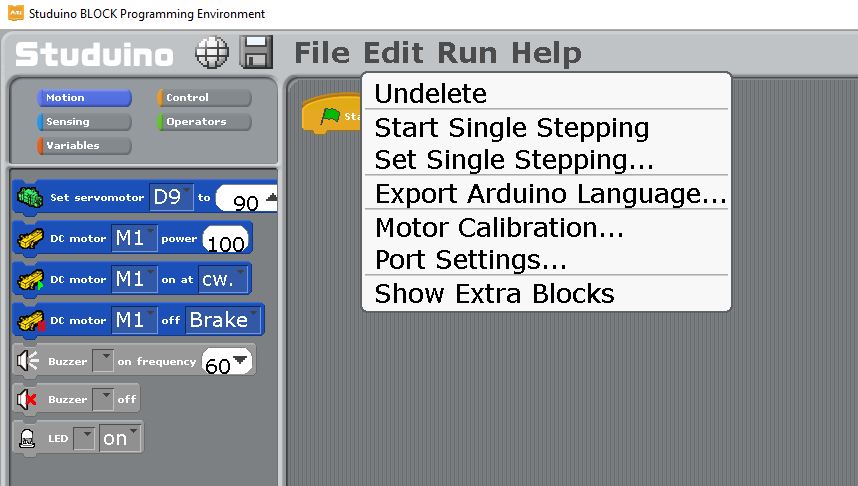 Studuino BLOCK Programming Environment
Studuino File Edit Run Help
Motion Control
Sensing Operators
Variables
Set servomotor D9 to 90
DC motor M1 power 100
DC motor M1 on at cw.
DC motor M1 off Brake
Buzzer on frequency 60
Buzzer off
LED on
Undelete
Start Single Stepping
Set Single Stepping...
Export Arduino Language...
Motor Calibration...
Port Settings...
Show Extra Blocks